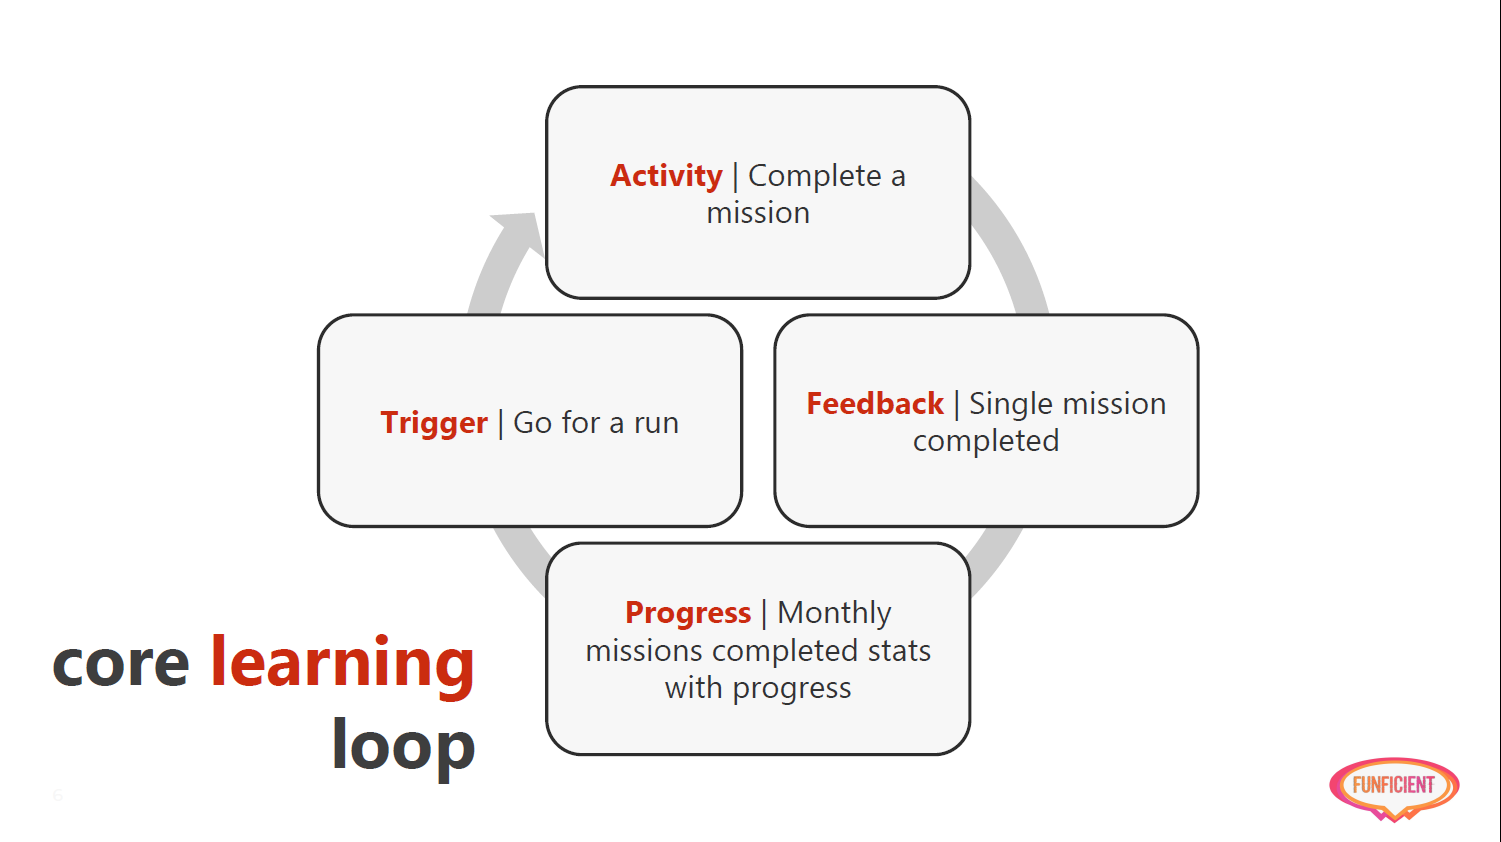 Activity | Complete a
mission
Trigger | Go for a run
Feedback | Single mission
completed
Progress | Monthly
missions completed stats
with progress
core learning
loop
6
FUNFICIENT